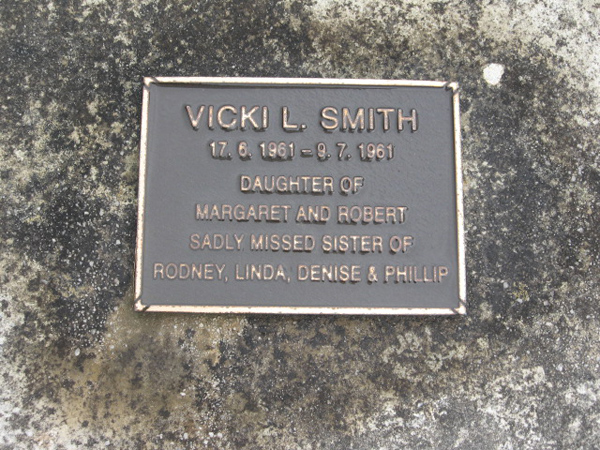 VICKI L. SMITH
17. 6. 1961 – 9. 7. 1961
DAUGHTER OF
MARGARET AND ROBERT
SADLY MISSED SISTER OF
RODNEY, LINDA, DENISE & PHILLIP